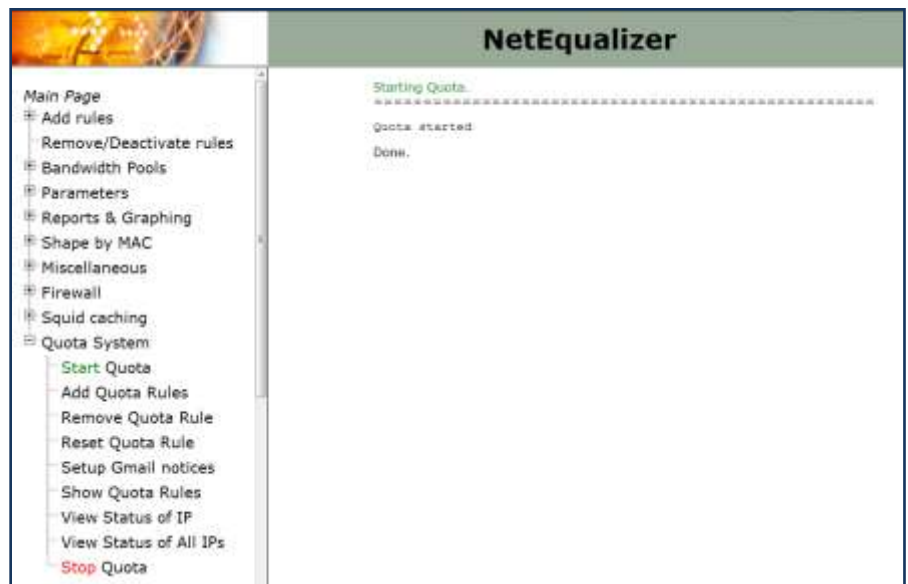 NetEqualizer
Main Page
Add rules
Remove/Deactivate rules
Bandwidth Pools
Parameters
Reports & Graphing
Shape by MAC
Miscellaneous
Firewall
Squid caching
Quota System
Start Quota
Add Quota Rules
Remove Quota Rule
Reset Quota Rule
Setup Gmail notices
Show Quota Rules
View Status of IP
View Status of All IPs
Stop Quota
Starting Quota.
==================================================
Quota started
Done.